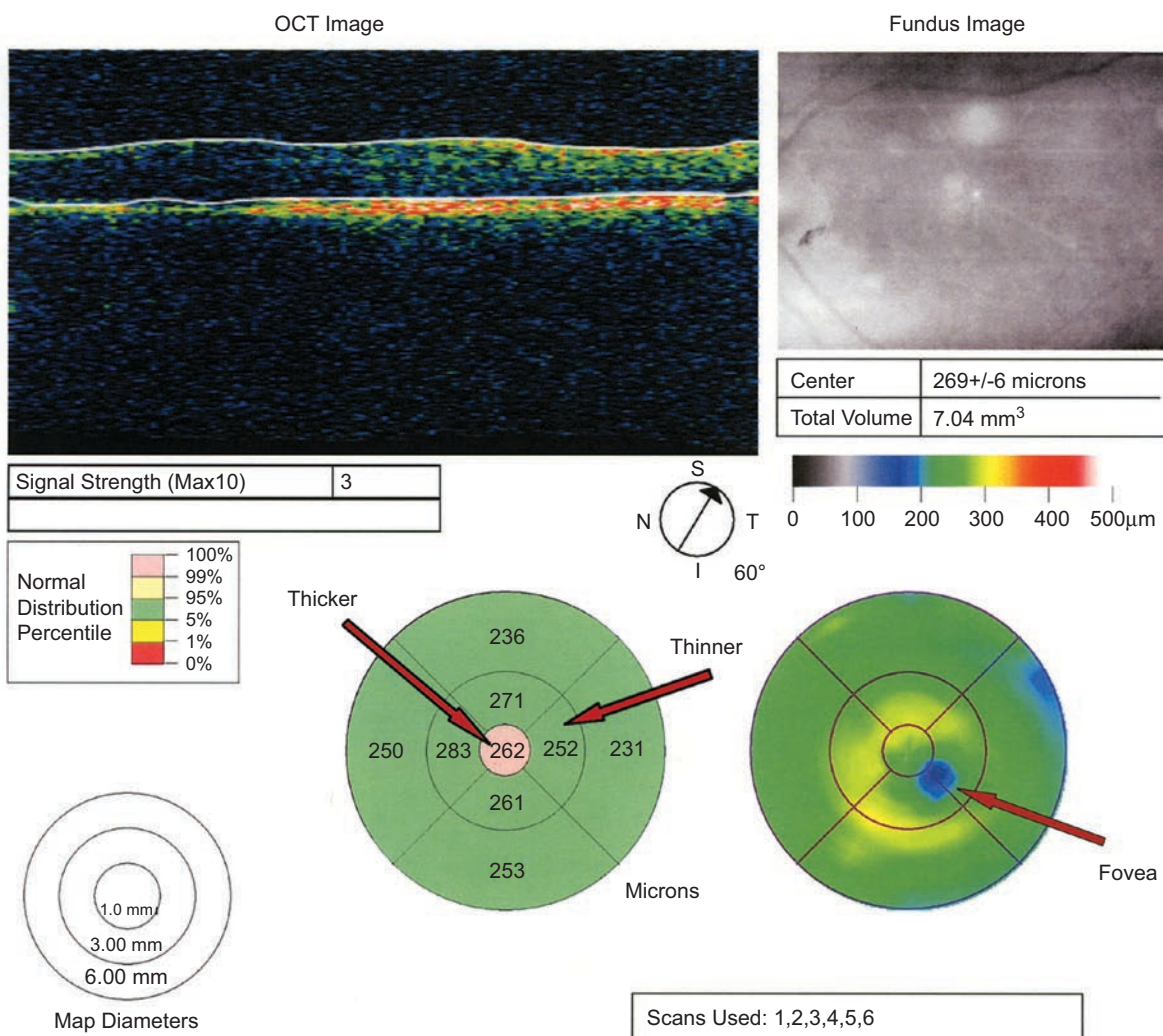 OCT Image
Fundus Image
Center 269+/-6 microns
Total Volume 7.04 mm³
Signal Strength (Max10) 3
S
N T
I 60°
0 100 200 300 400 500μm
Normal
Distribution
Percentile
100%
99%
95%
5%
1%
0%
Thicker
Thinner
236
271
250 283 262 252 231
261
253
Microns
Fovea
1.0 mm
3.00 mm
6.00 mm
Map Diameters
Scans Used: 1,2,3,4,5,6